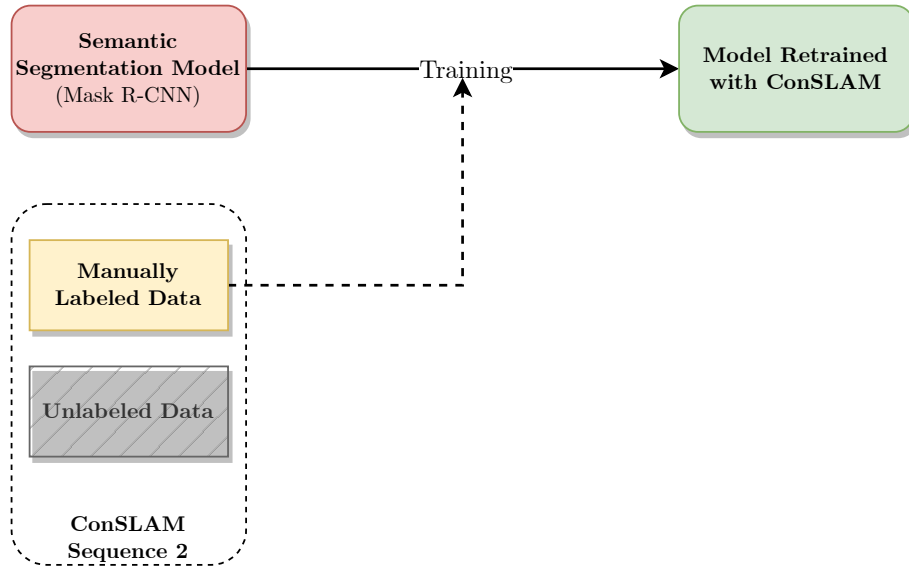 Semantic
Segmentation Model
(Mask R-CNN)
Training
Model Retrained
with ConSLAM
Manually
Labeled Data
Unlabeled Data
ConSLAM
Sequence 2